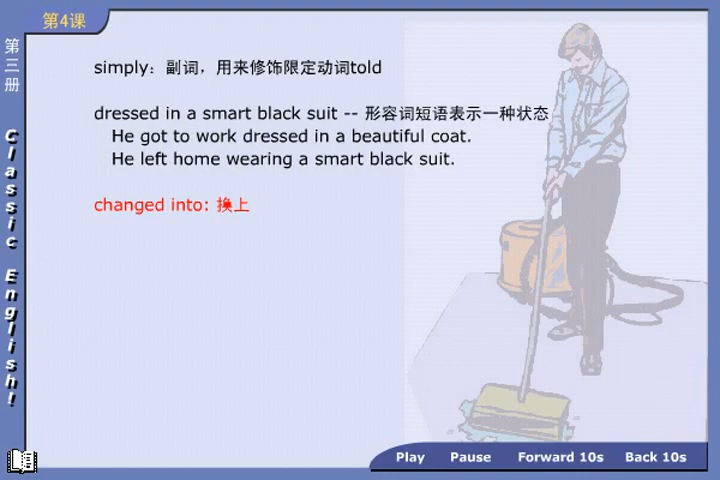 第4课
第三册
Classic English!
simply: 副词，用来修饰限定动词told
dressed in a smart black suit -- 形容词短语表示一种状态
He got to work dressed in a beautiful coat.
He left home wearing a smart black suit.
changed into: 换上
Play Pause Forward 10s Back 10s